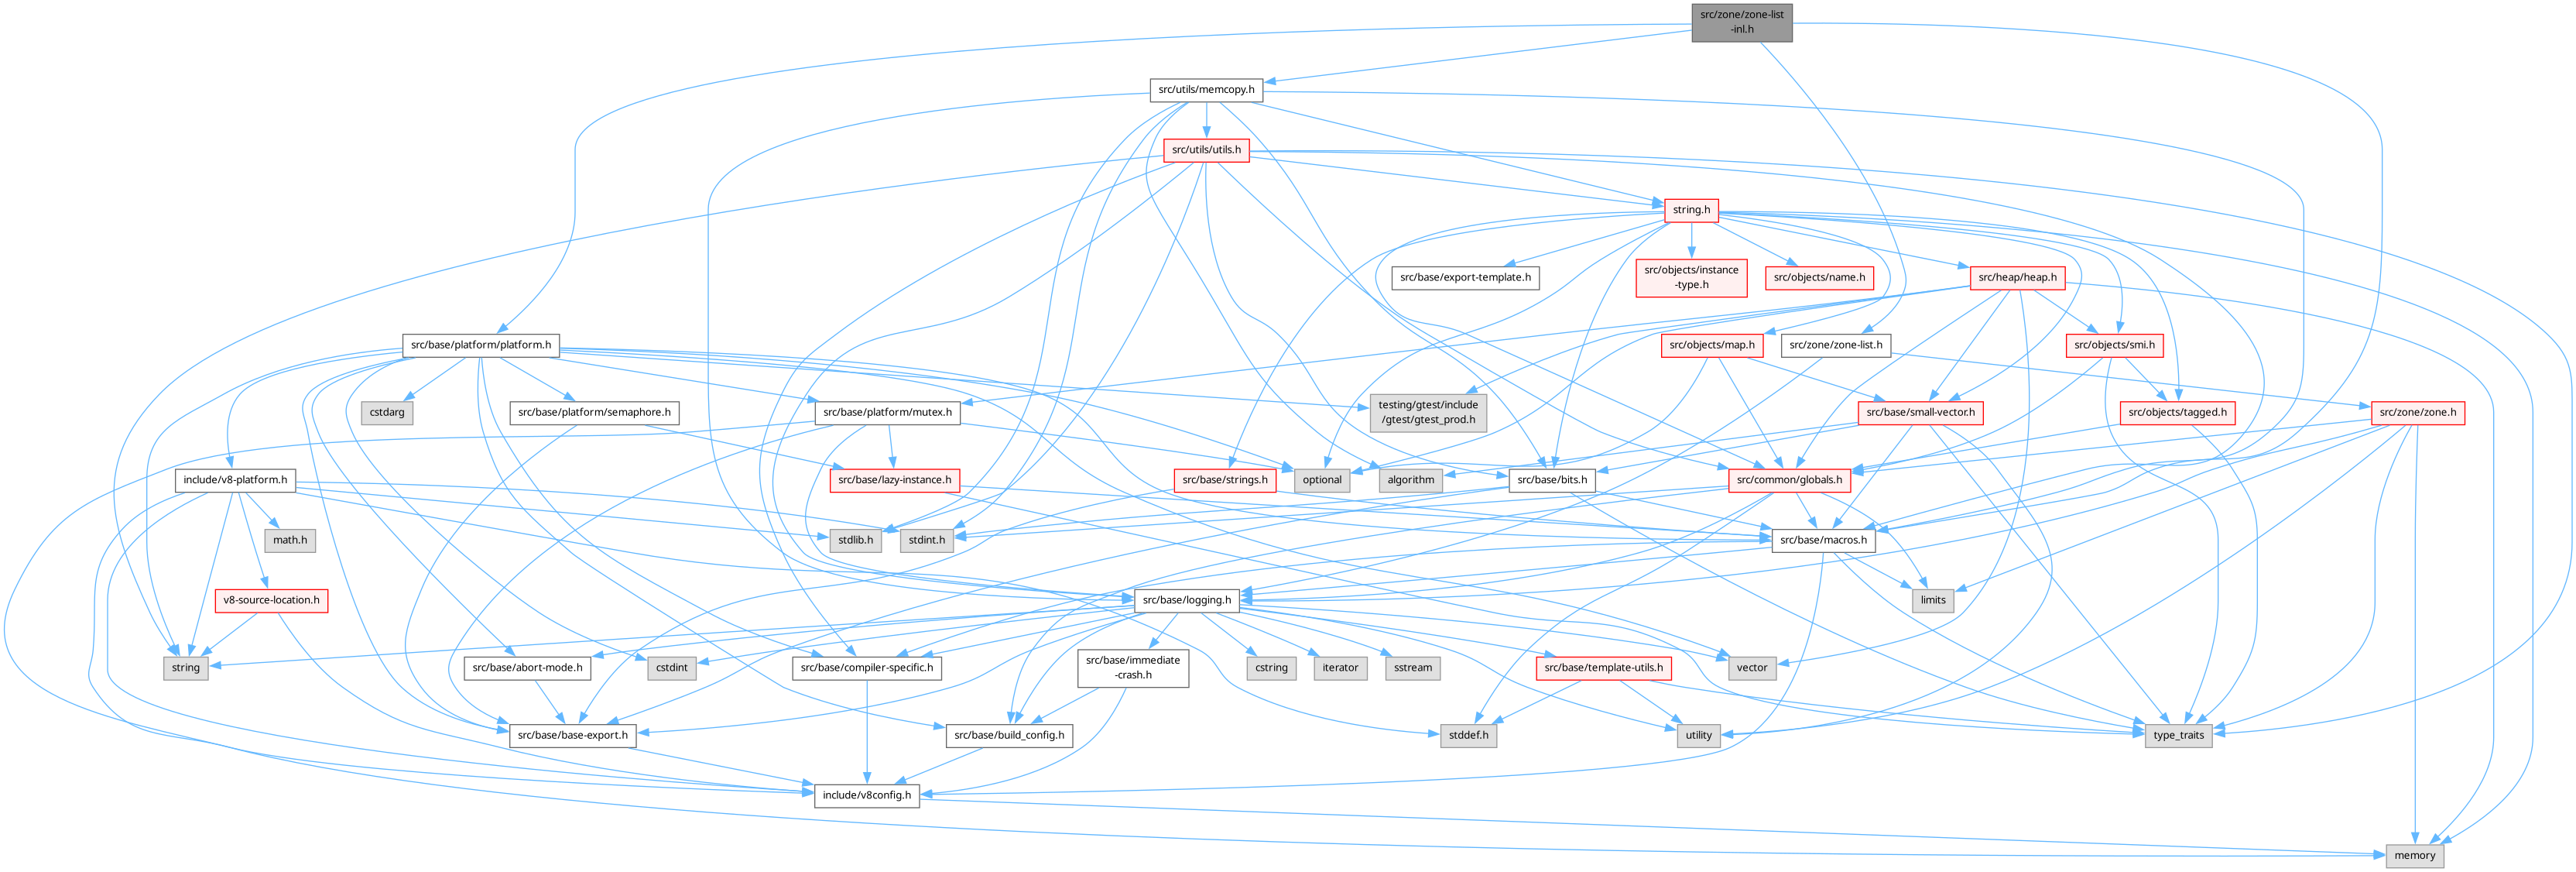 src/zone/zone-list
-inl.h
src/utils/memcopy.h
src/utils/utils.h
string.h
src/base/export-template.h
src/objects/instance
-type.h
src/objects/name.h
src/heap/heap.h
src/base/platform/platform.h
src/objects/map.h
src/zone/zone-list.h
src/objects/smi.h
cstdarg
src/base/platform/semaphore.h
src/base/platform/mutex.h
testing/gtest/include
/gtest/gtest_prod.h
src/base/small-vector.h
src/objects/tagged.h
src/zone/zone.h
include/v8-platform.h
src/base/lazy-instance.h
src/base/strings.h
optional
algorithm
src/base/bits.h
src/common/globals.h
math.h
stdlib.h
stdint.h
src/base/macros.h
v8-source-location.h
src/base/logging.h
limits
string
src/base/abort-mode.h
cstdint
src/base/compiler-specific.h
src/base/immediate
-crash.h
cstring
iterator
sstream
src/base/template-utils.h
vector
src/base/base-export.h
src/base/build_config.h
stddef.h
utility
type_traits
include/v8config.h
memory